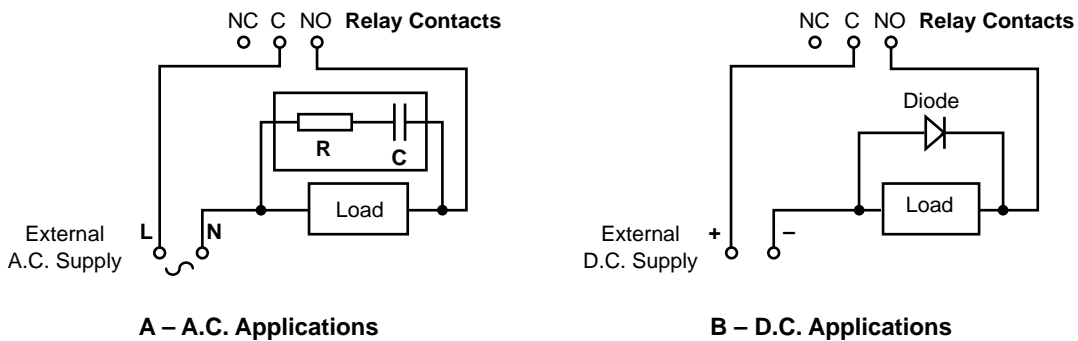 NC C NO Relay Contacts
R
C
Load
External
A.C. Supply
L
N
A – A.C. Applications
NC C NO Relay Contacts
Diode
Load
External
D.C. Supply
+
–
B – D.C. Applications